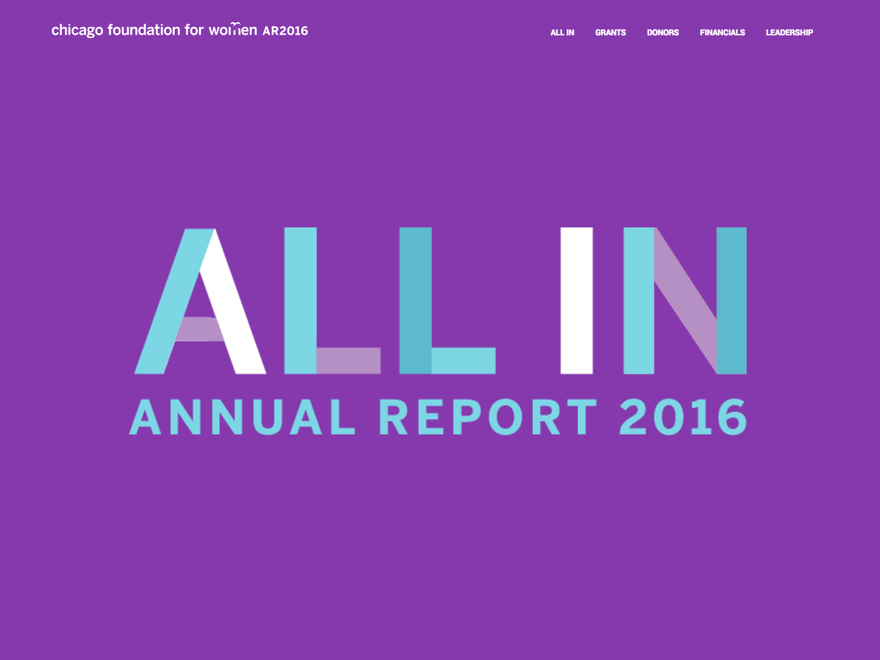 chicago foundation for women AR2016
ALL IN GRANTS DONORS FINANCIALS LEADERSHIP
ALL IN
ANNUAL REPORT 2016